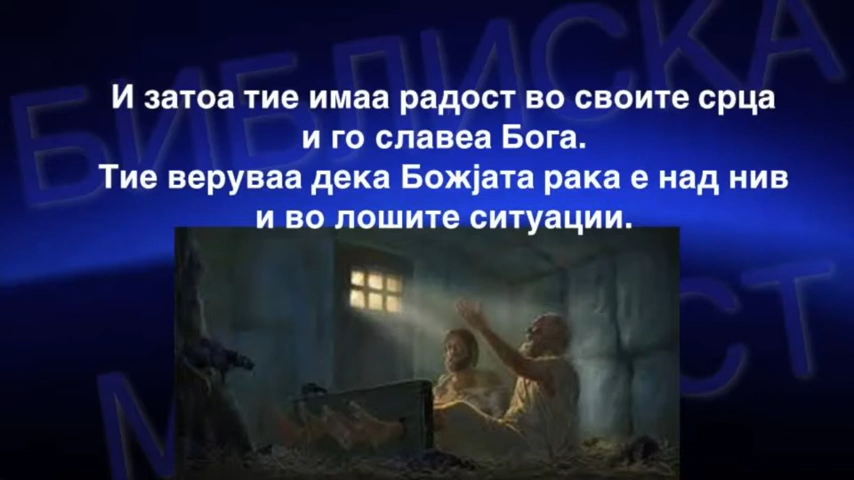 И затоа тие имаа радост во своите срца
и го славеа Бога.
Тие веруваа дека Божјата рака е над нив
и во лошите ситуации.
БИБЛИСКА